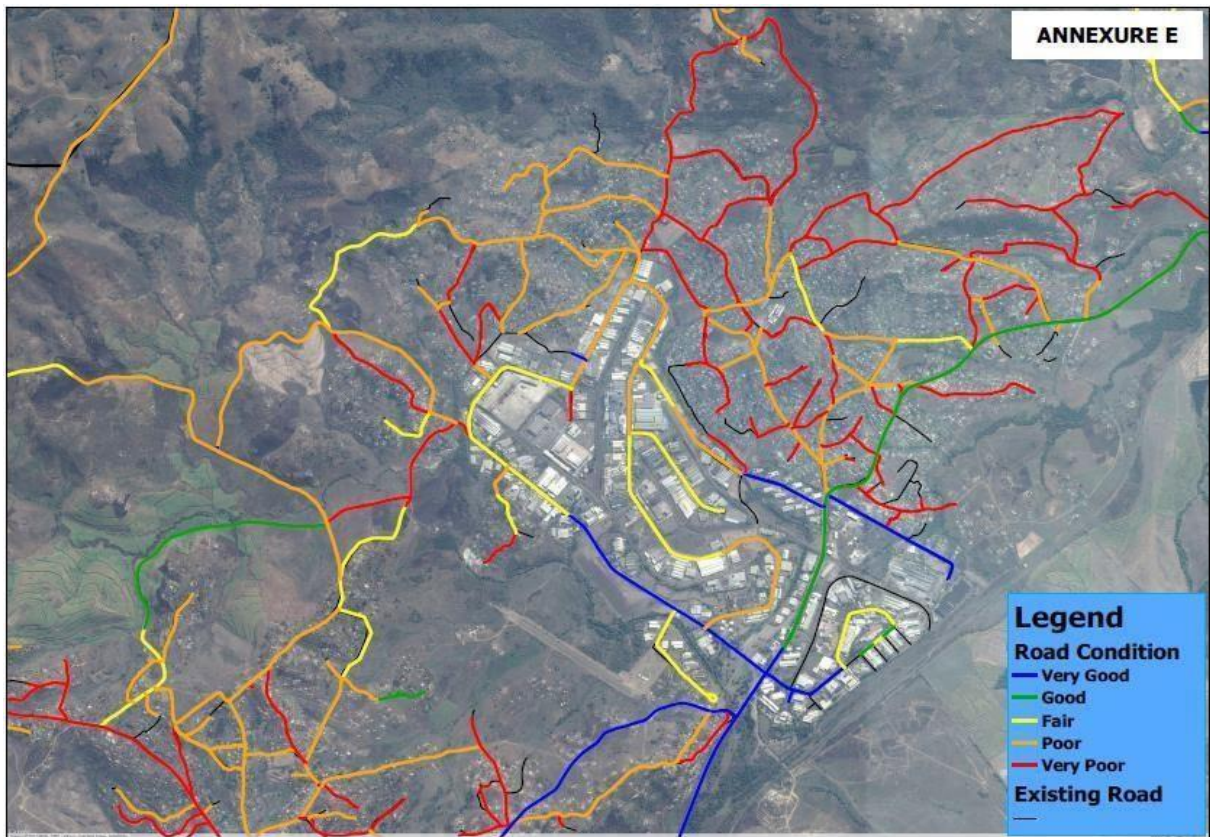 ANNEXURE E
Legend
Road Condition
Very Good
Good
Fair
Poor
Very Poor
Existing Road